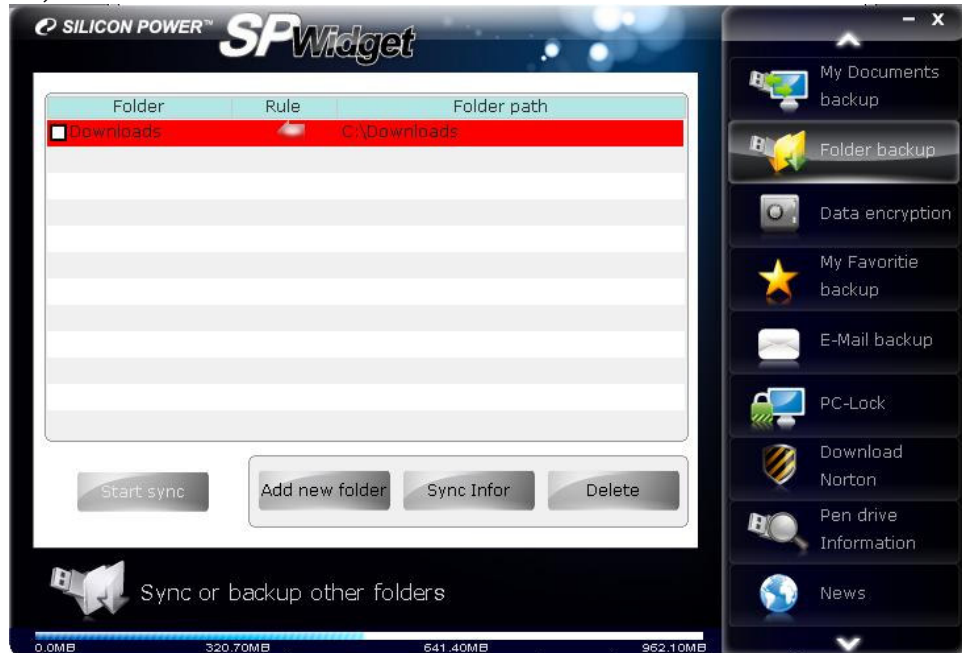 SILICON POWER™ SPWidget
- x
Folder Rule Folder path
Downloads C:\Downloads
Start sync
Add new folder
Sync Infor
Delete
Sync or backup other folders
0.0MB 320.70MB 641.40MB 962.10MB
My Documents
backup
Folder backup
Data encryption
My Favoritie
backup
E-Mail backup
PC-Lock
Download
Norton
Pen drive
Information
News